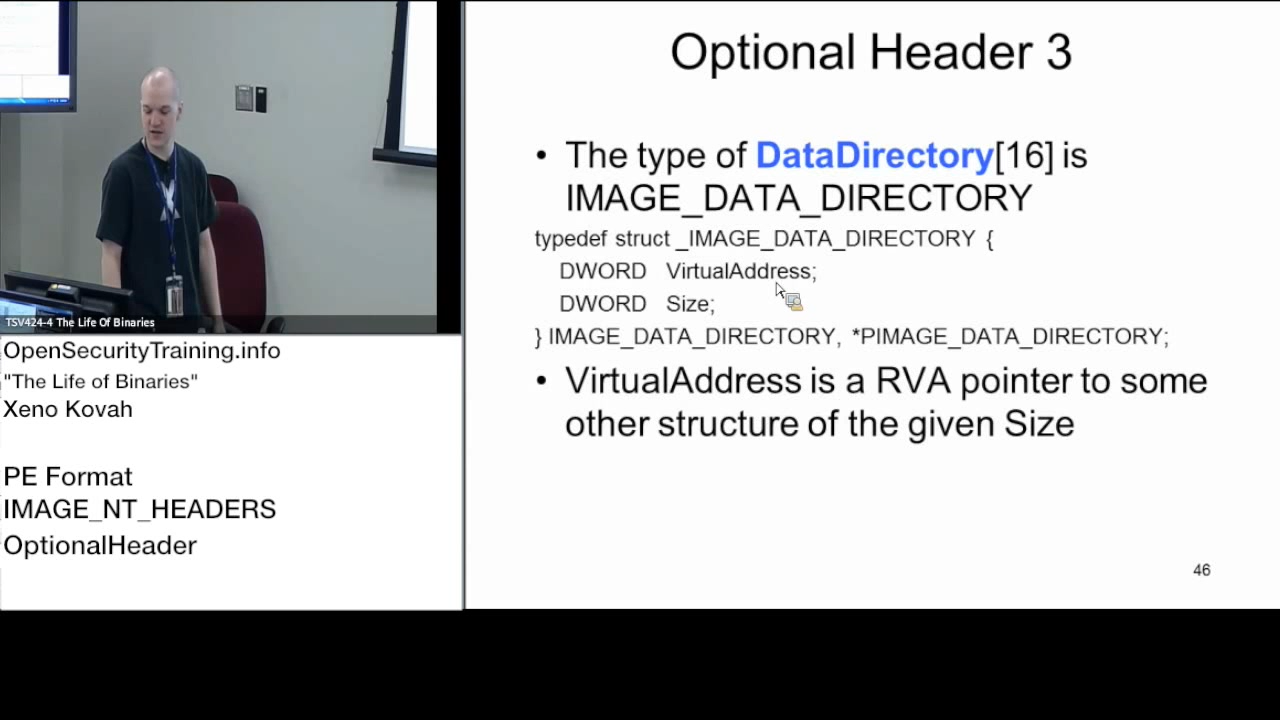 TSV424-4 The Life Of Binaries
OpenSecurityTraining.info
"The Life of Binaries"
Xeno Kovah
PE Format
IMAGE_NT_HEADERS
OptionalHeader
Optional Header 3
• The type of DataDirectory[16] is
IMAGE_DATA_DIRECTORY
typedef struct _IMAGE_DATA_DIRECTORY {
DWORD VirtualAddress;
DWORD Size;
} IMAGE_DATA_DIRECTORY, *PIMAGE_DATA_DIRECTORY;
• VirtualAddress is a RVA pointer to some
other structure of the given Size
46